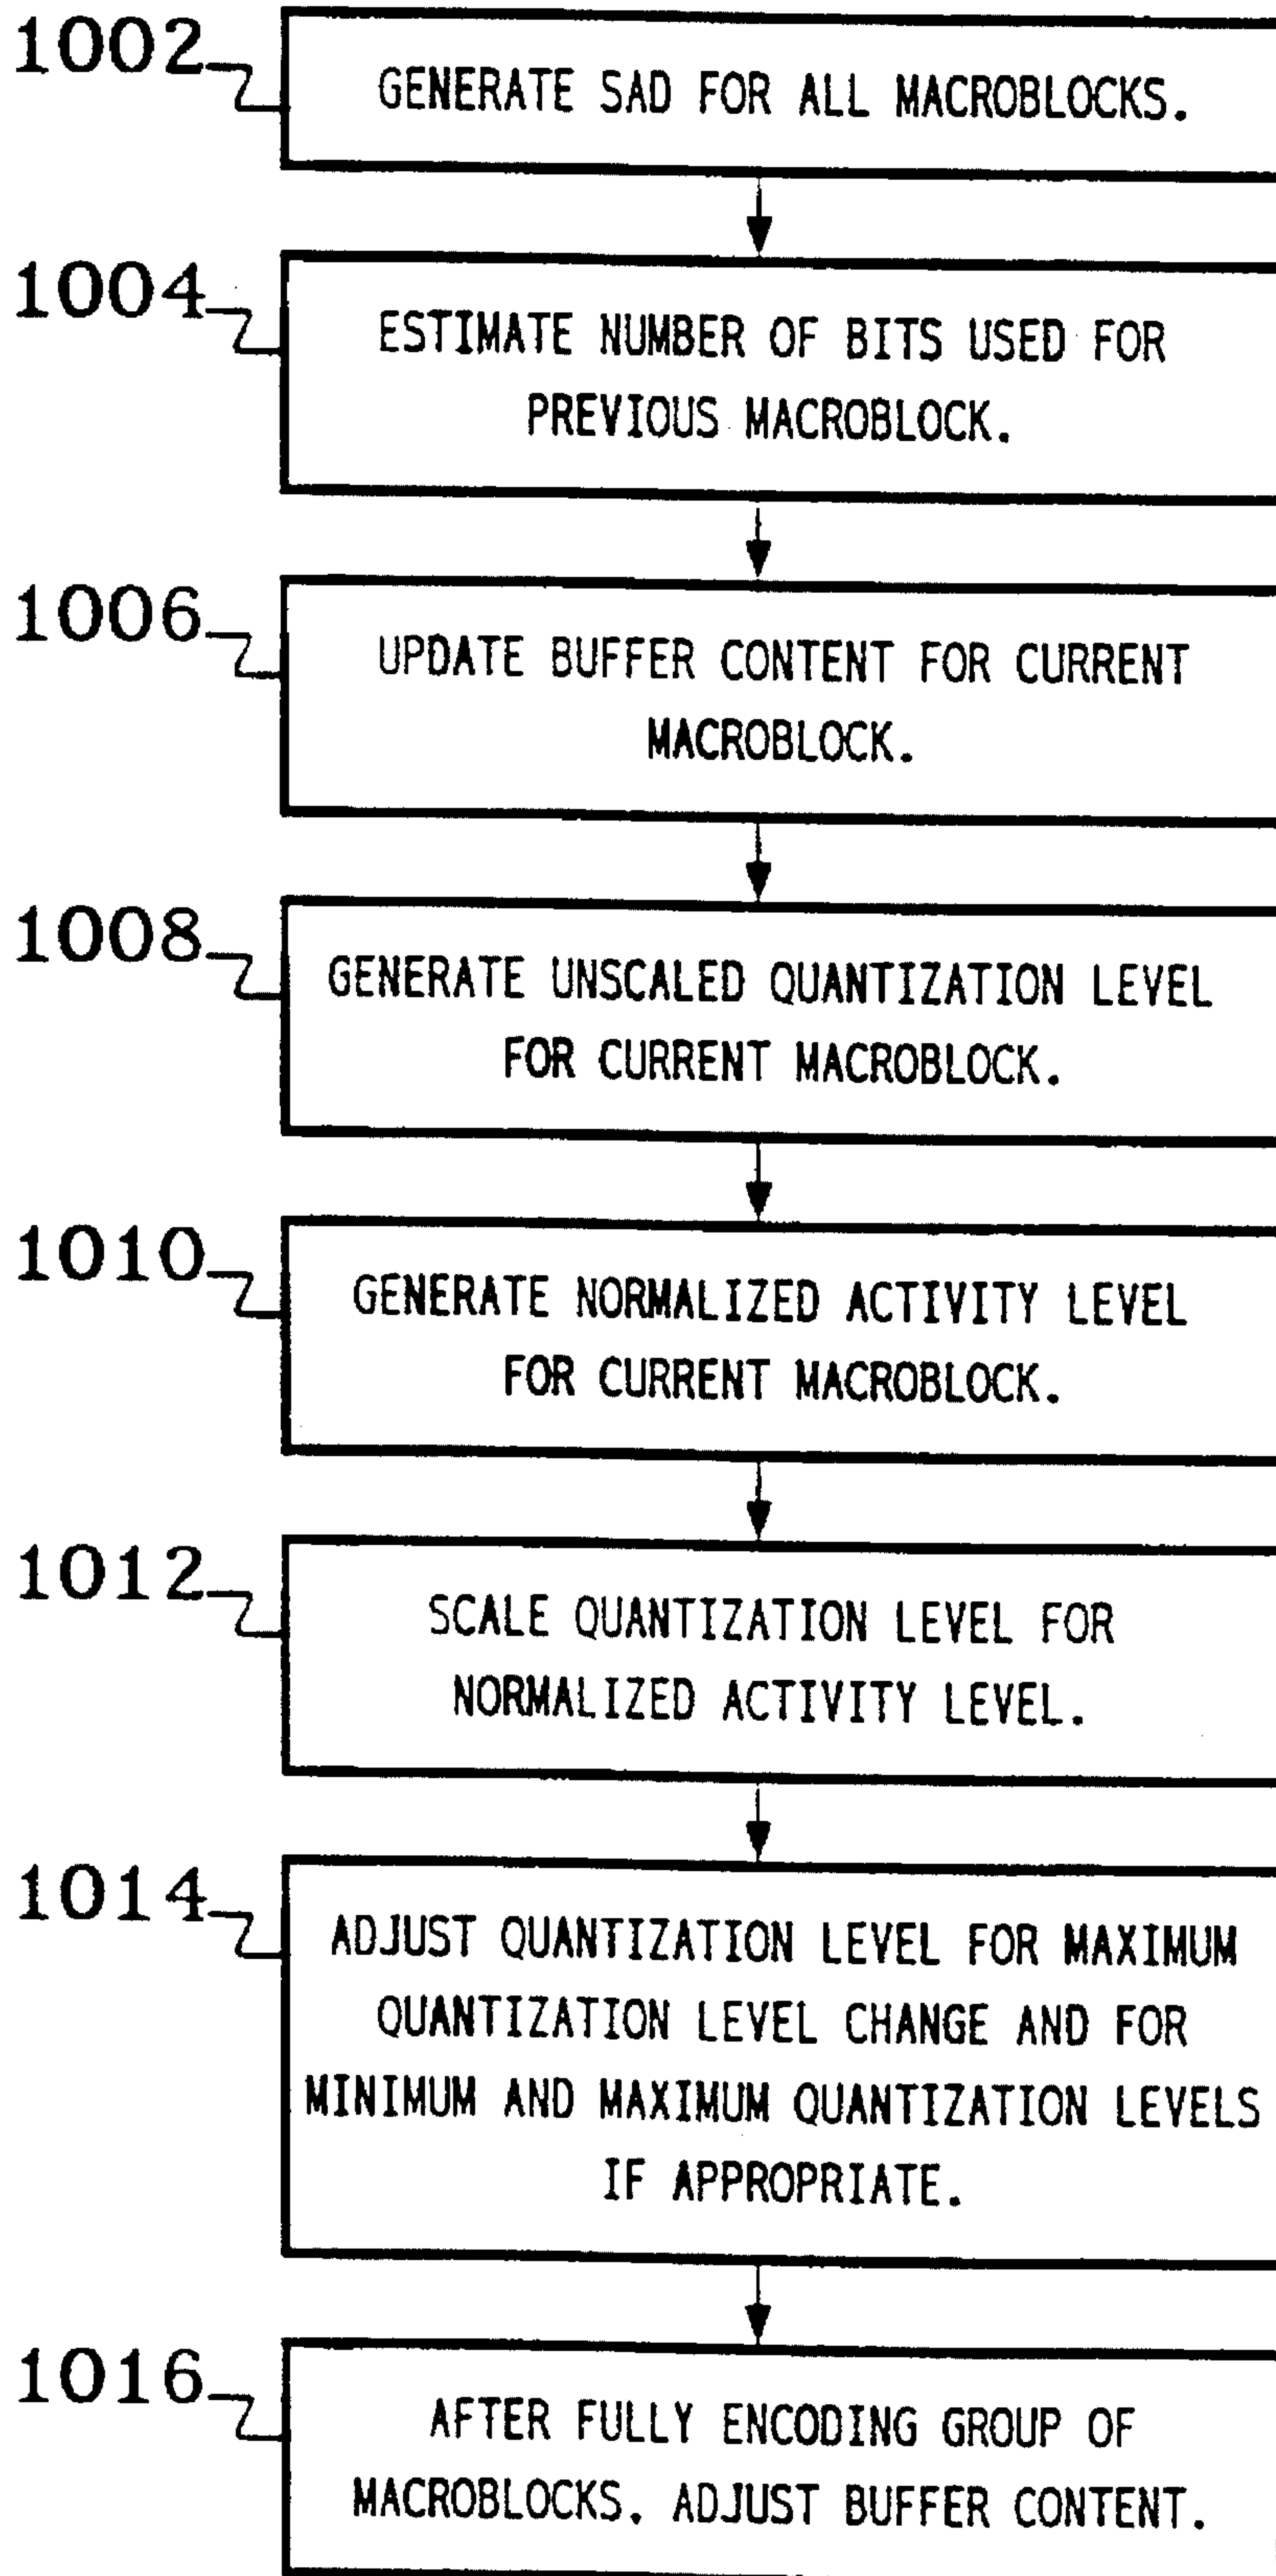 1002
GENERATE SAD FOR ALL MACROBLOCKS.
1004
ESTIMATE NUMBER OF BITS USED FOR
PREVIOUS MACROBLOCK.
1006
UPDATE BUFFER CONTENT FOR CURRENT
MACROBLOCK.
1008
GENERATE UNSCALED QUANTIZATION LEVEL
FOR CURRENT MACROBLOCK.
1010
GENERATE NORMALIZED ACTIVITY LEVEL
FOR CURRENT MACROBLOCK.
1012
SCALE QUANTIZATION LEVEL FOR
NORMALIZED ACTIVITY LEVEL.
1014
ADJUST QUANTIZATION LEVEL FOR MAXIMUM
QUANTIZATION LEVEL CHANGE AND FOR
MINIMUM AND MAXIMUM QUANTIZATION LEVELS
IF APPROPRIATE.
1016
AFTER FULLY ENCODING GROUP OF
MACROBLOCKS. ADJUST BUFFER CONTENT.